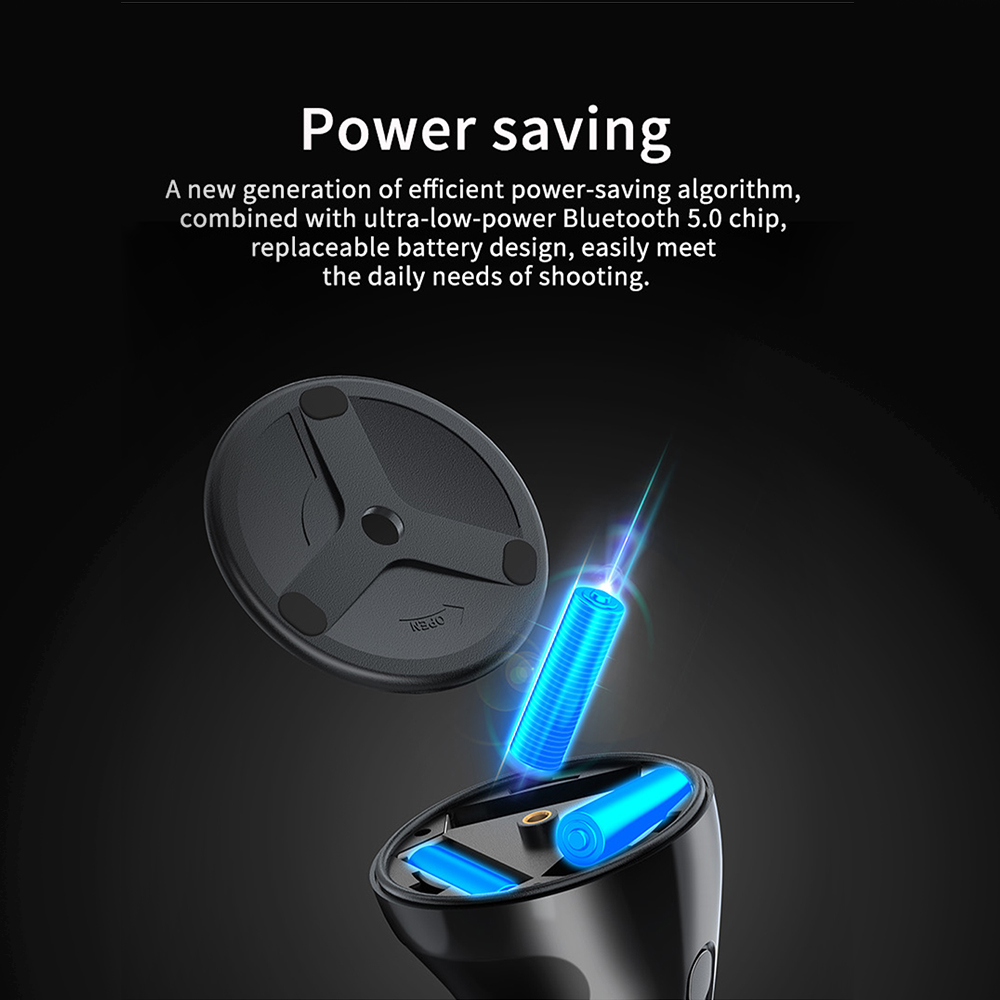 Power saving
A new generation of efficient power-saving algorithm,
combined with ultra-low-power Bluetooth 5.0 chip,
replaceable battery design, easily meet
the daily needs of shooting.
OPEN